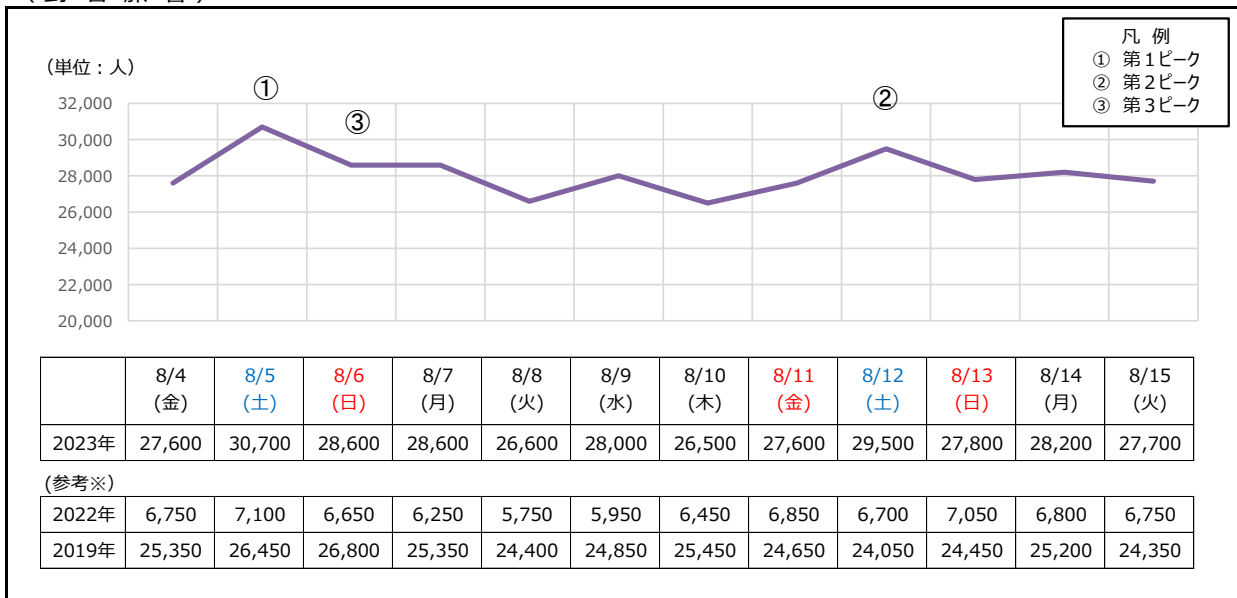 凡 例
① 第１ピーク
② 第２ピーク
③ 第３ピーク
（単位：人）
①
②
③
32,000
30,000
28,000
26,000
24,000
22,000
20,000
8/4 8/5 8/6 8/7 8/8 8/9 8/10 8/11 8/12 8/13 8/14 8/15
(金) (土) (日) (月) (火) (水) (木) (金) (土) (日) (月) (火)
2023年 27,600 30,700 28,600 28,600 26,600 28,000 26,500 27,600 29,500 27,800 28,200 27,700
(参考※）
2022年 6,750 7,100 6,650 6,250 5,750 5,950 6,450 6,850 6,700 7,050 6,800 6,750
2019年 25,350 26,450 26,800 25,350 24,400 24,850 25,450 24,650 24,050 24,450 25,200 24,350